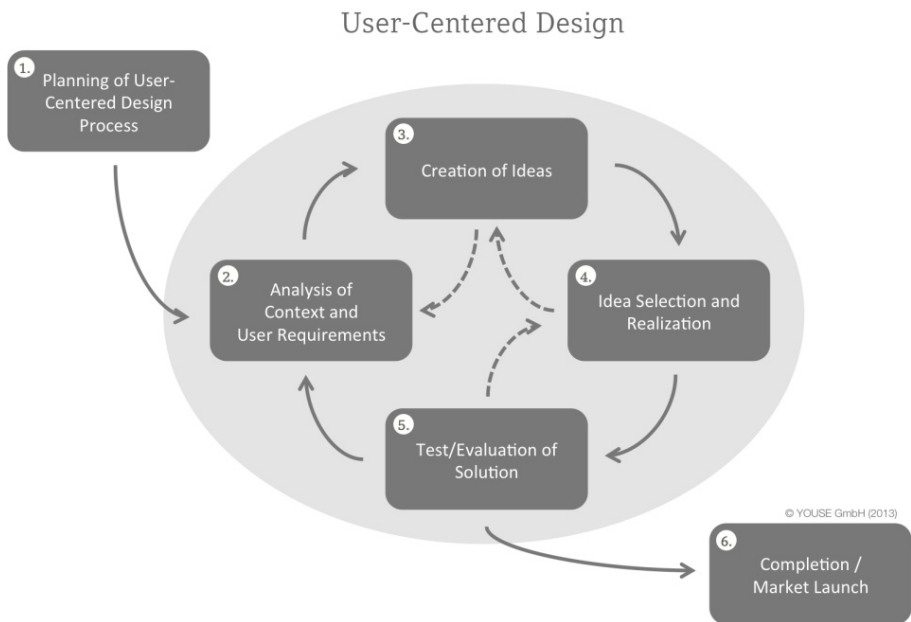 User-Centered Design
1.
Planning of User-
Centered Design
Process
3.
Creation of Ideas
2.
Analysis of
Context and
User Requirements
4.
Idea Selection and
Realization
5.
Test/Evaluation of
Solution
© YOUSE GmbH (2013)
6.
Completion /
Market Launch